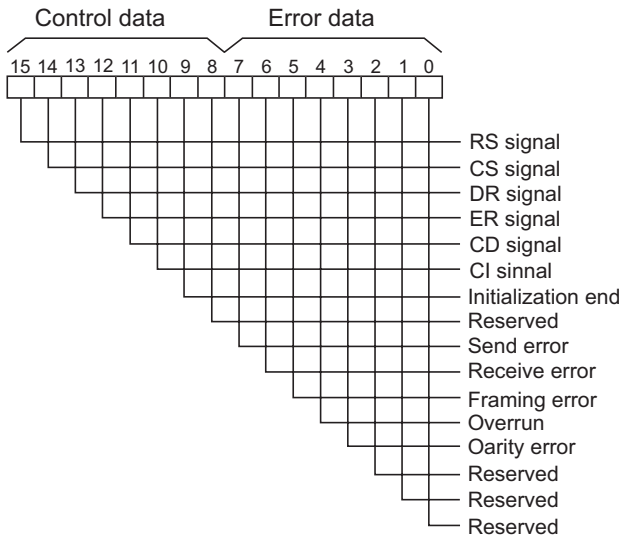 Control data Error data
15 14 13 12 11 10 9 8 7 6 5 4 3 2 1 0
RS signal
CS signal
DR signal
ER signal
CD signal
CI sinnal
Initialization end
Reserved
Send error
Receive error
Framing error
Overrun
Oarity error
Reserved
Reserved
Reserved